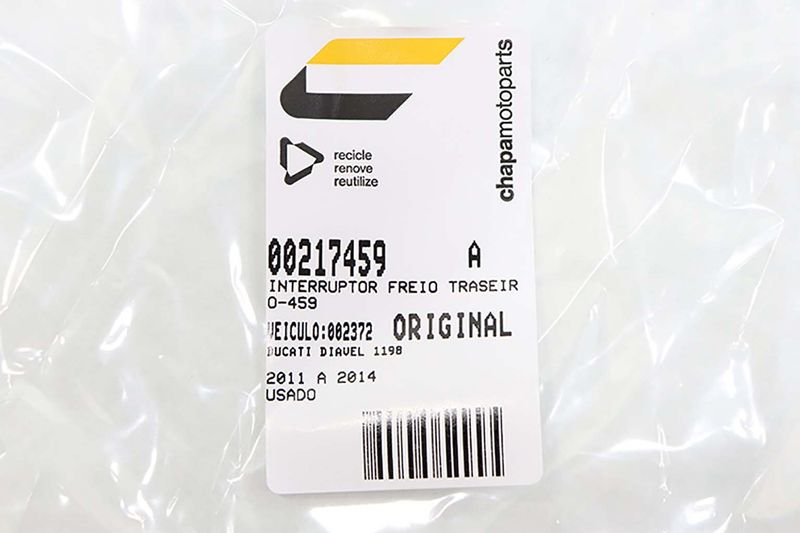 chapamotoparts
recicle
renove
reutilize
00217459 A
INTERRUPTOR FREIO TRASEIR
O-459
VEICULO:002372 ORIGINAL
DUCATI DIAVEL 1198
2011 A 2014
USADO